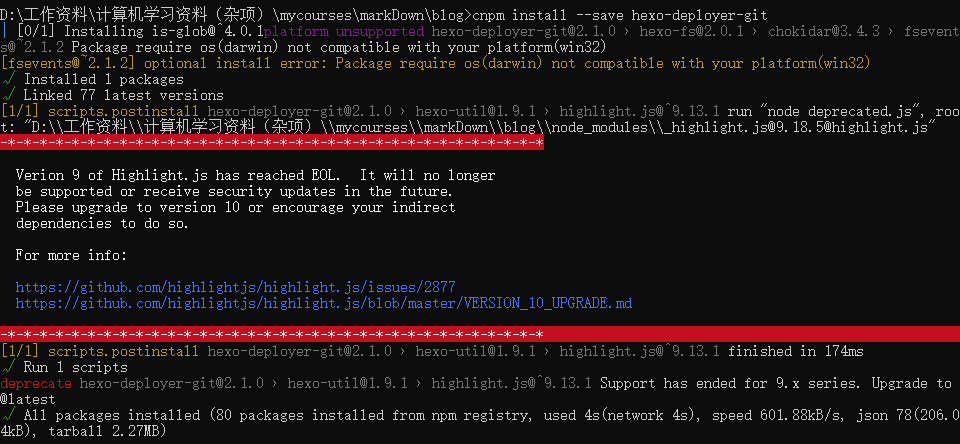 D:\工作资料\计算机学习资料（杂项）\mycourses\markDown\blog>cnpm install --save hexo-deployer-git
| [0/1] Installing is-glob@~4.0.1platform unsupported hexo-deployer-git@2.1.0 › hexo-fs@2.0.1 › chokidar@3.4.3 › fsevent
s@~2.1.2 Package require os(darwin) not compatible with your platform(win32)
[fsevents@~2.1.2] optional install error: Package require os(darwin) not compatible with your platform(win32)
√ Installed 1 packages
√ Linked 77 latest versions
[1/1] scripts.postinstall hexo-deployer-git@2.1.0 › hexo-util@1.9.1 › highlight.js@^9.13.1 run "node deprecated.js", roo
t: "D:\\工作资料\\计算机学习资料（杂项）\\mycourses\\markDown\\blog\\node_modules\\_highlight.js@9.18.5@highlight.js"
-*-*-*-*-*-*-*-*-*-*-*-*-*-*-*-*-*-*-*-*-*-*-*-*-*-*-*-*-*-*-*-*-*-*
Verion 9 of Highlight.js has reached EOL.  It will no longer
be supported or receive security updates in the future.
Please upgrade to version 10 or encourage your indirect
dependencies to do so.
For more info:
https://github.com/highlightjs/highlight.js/issues/2877
https://github.com/highlightjs/highlight.js/blob/master/VERSION_10_UPGRADE.md
-*-*-*-*-*-*-*-*-*-*-*-*-*-*-*-*-*-*-*-*-*-*-*-*-*-*-*-*-*-*-*-*-*-*
[1/1] scripts.postinstall hexo-deployer-git@2.1.0 › hexo-util@1.9.1 › highlight.js@^9.13.1 finished in 174ms
√ Run 1 scripts
deprecate hexo-deployer-git@2.1.0 › hexo-util@1.9.1 › highlight.js@^9.13.1 Support has ended for 9.x series. Upgrade to
@latest
√ All packages installed (80 packages installed from npm registry, used 4s(network 4s), speed 601.88kB/s, json 78(206.0
4kB), tarball 2.27MB)